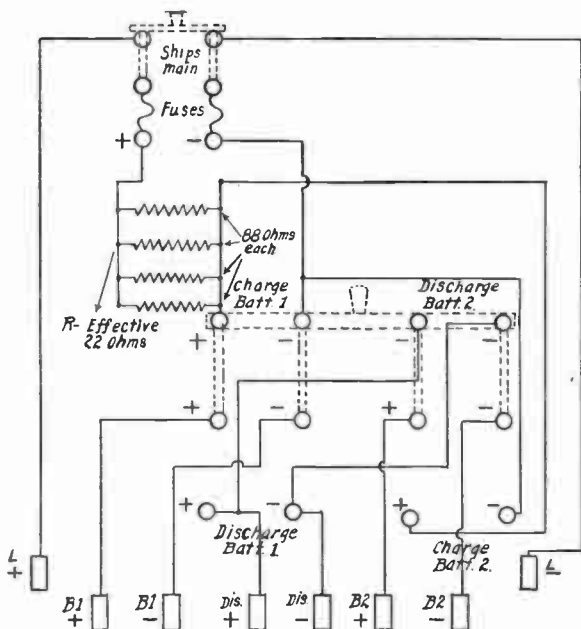 Ships
main
Fuses
+ -
88 Ohms
each
Charge
Batt. 1
Discharge
Batt. 2.
R- Effective
22 Ohms
+ - - -
+ - + -
+ - + -
Discharge
Batt. 1.
Charge
Batt. 2.
L
+
B1
+
B1
-
Dis.
+
Dis.
-
B2
+
B2
-
L
-